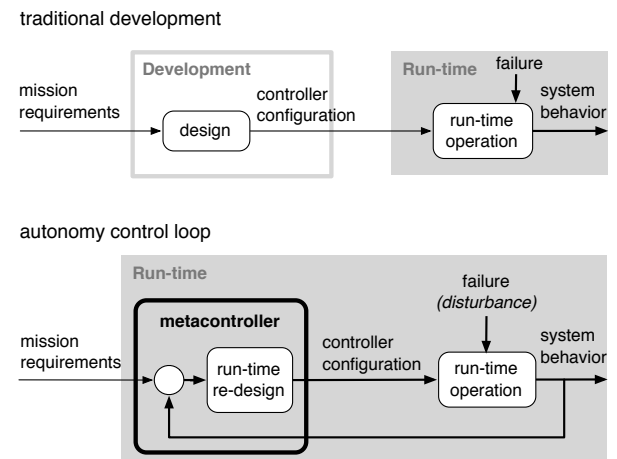 traditional development
Development
Run-time
failure
mission
requirements
controller
configuration
system
behavior
design
run-time
operation
autonomy control loop
Run-time
failure
(disturbance)
metacontroller
mission
requirements
controller
configuration
system
behavior
run-time
re-design
run-time
operation